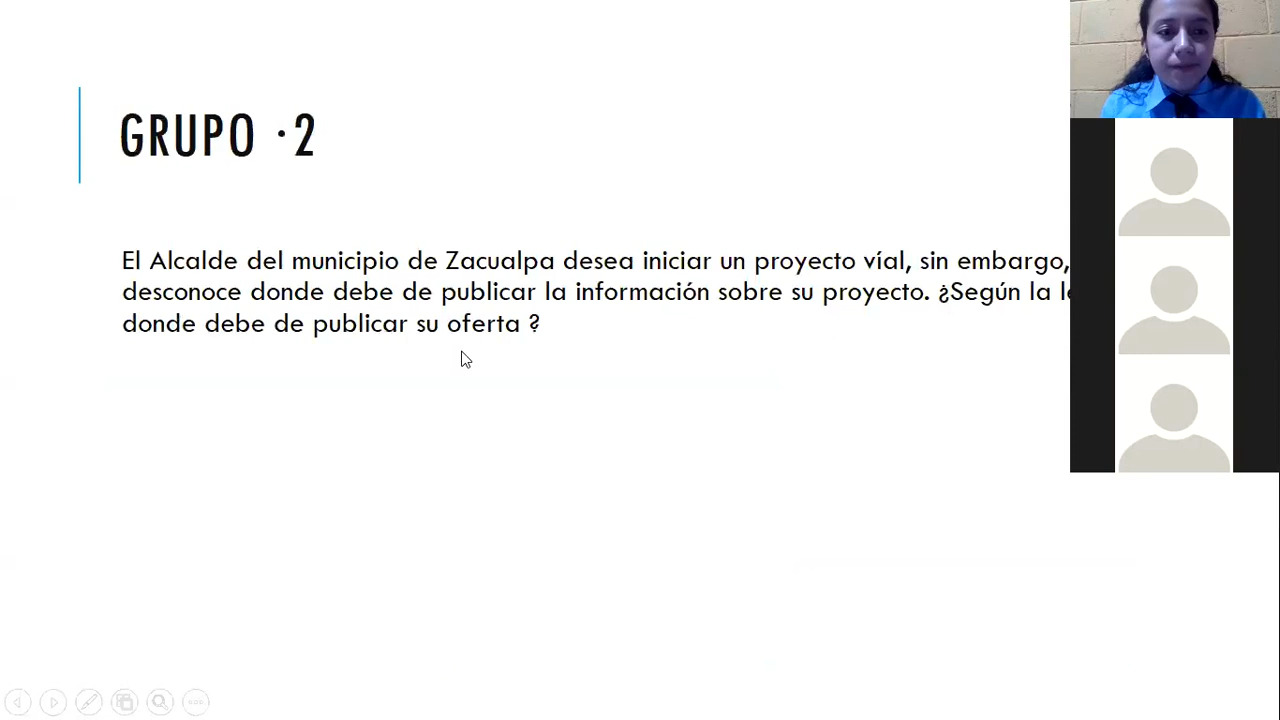 GRUPO ·2
El Alcalde del municipio de Zacualpa desea iniciar un proyecto víal, sin embargo,
desconoce donde debe de publicar la información sobre su proyecto. ¿Según la
donde debe de publicar su oferta ?